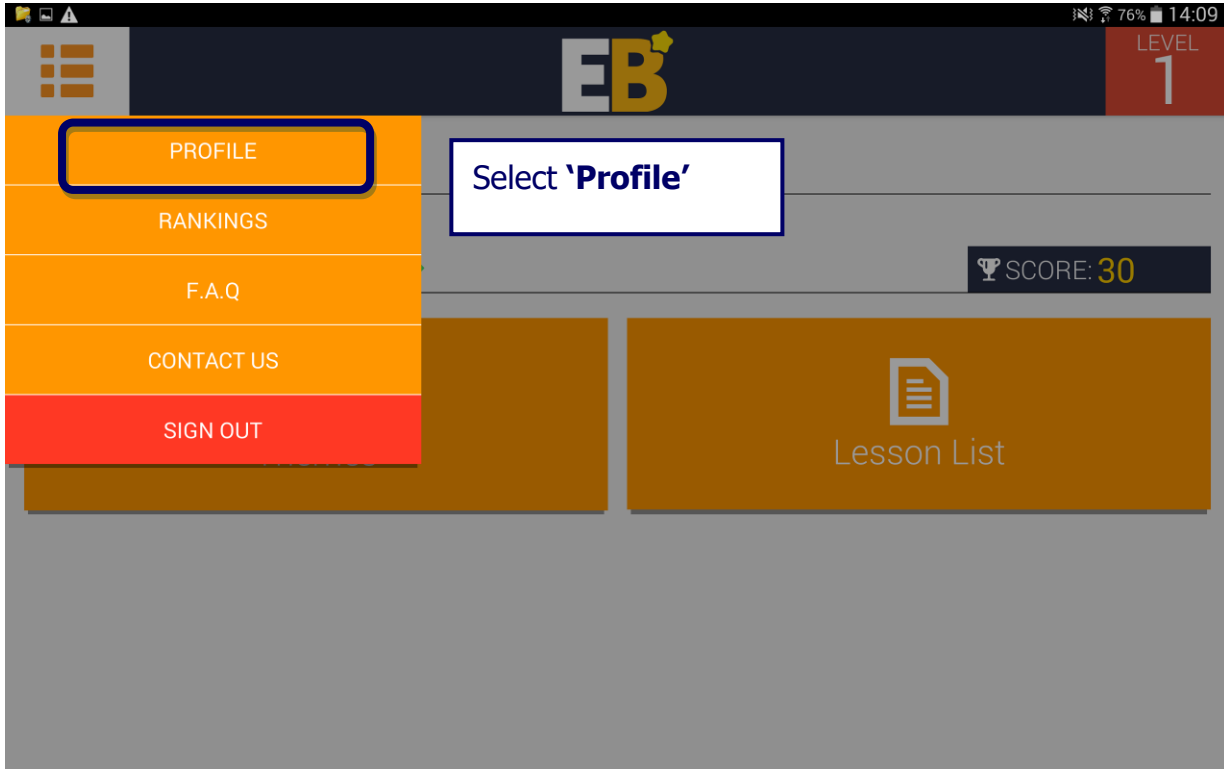 76% 14:09
EB
LEVEL
1
PROFILE
Select ‘Profile’
RANKINGS
F.A.Q
SCORE: 30
CONTACT US
SIGN OUT
Lesson List